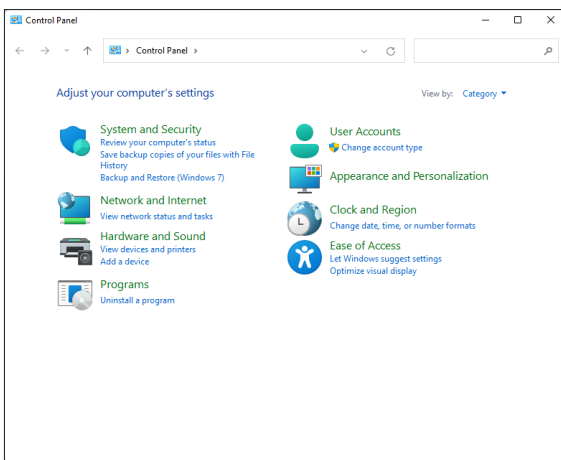 Control Panel
Control Panel
Adjust your computer's settings
View by: Category
System and Security
Review your computer's status
Save backup copies of your files with File
History
Backup and Restore (Windows 7)
Network and Internet
View network status and tasks
Hardware and Sound
View devices and printers
Add a device
Programs
Uninstall a program
User Accounts
Change account type
Appearance and Personalization
Clock and Region
Change date, time, or number formats
Ease of Access
Let Windows suggest settings
Optimize visual display